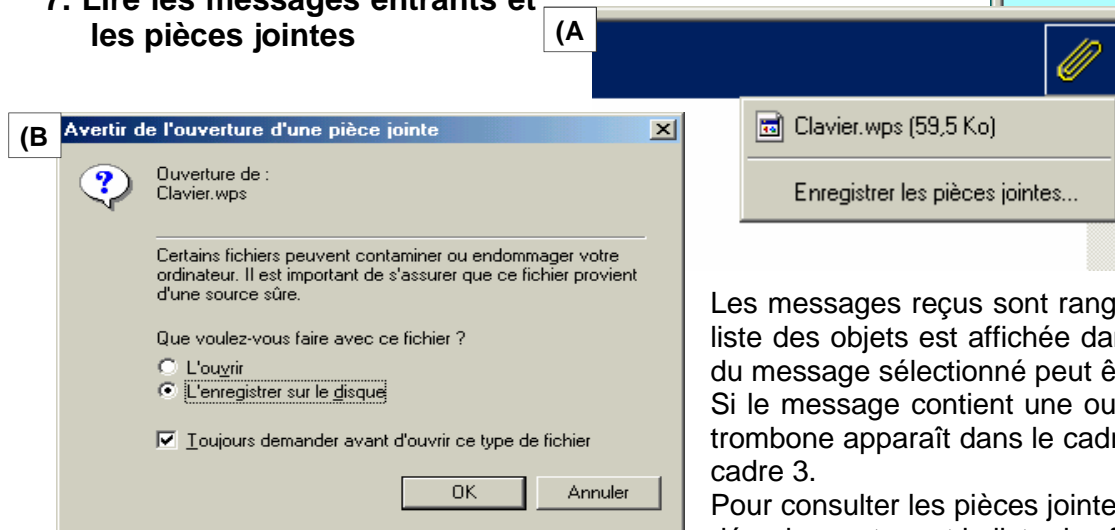 7. Lire les messages entrants et
les pièces jointes
(A
Clavier.wps (59,5 Ko)
Enregistrer les pièces jointes...
(B
Avertir de l'ouverture d'une pièce jointe
Ouverture de :
Clavier.wps
Certains fichiers peuvent contaminer ou endommager votre
ordinateur. Il est important de s'assurer que ce fichier provient
d'une source sûre.
Que voulez-vous faire avec ce fichier ?
L'ouvrir
L'enregistrer sur le disque
Toujours demander avant d'ouvrir ce type de fichier
OK
Annuler
Les messages reçus sont rang
liste des objets est affichée da
du message sélectionné peut ê
Si le message contient une ou
trombone apparaît dans le cad
cadre 3.
Pour consulter les pièces jointe